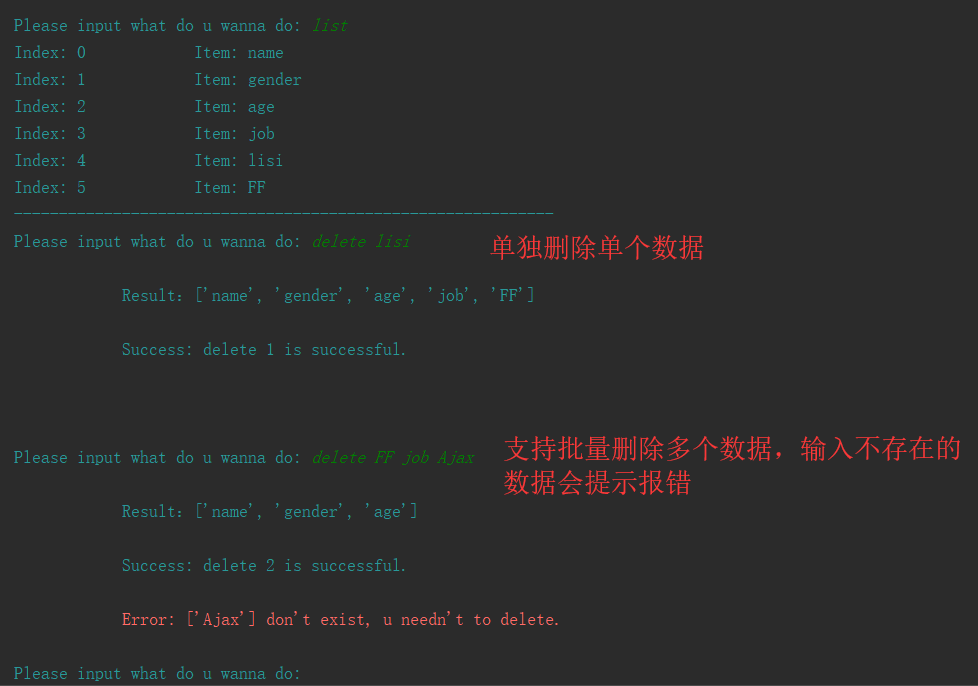 Please input what do u wanna do: list
Index: 0 Item: name
Index: 1 Item: gender
Index: 2 Item: age
Index: 3 Item: job
Index: 4 Item: lisi
Index: 5 Item: FF
------------------------------------------------------------
Please input what do u wanna do: delete lisi
单独删除单个数据
Result: ['name', 'gender', 'age', 'job', 'FF']
Success: delete 1 is successful.
Please input what do u wanna do: delete FF job Ajax
支持批量删除多个数据，输入不存在的
数据会提示报错
Result: ['name', 'gender', 'age']
Success: delete 2 is successful.
Error: ['Ajax'] don't exist, u needn't to delete.
Please input what do u wanna do: